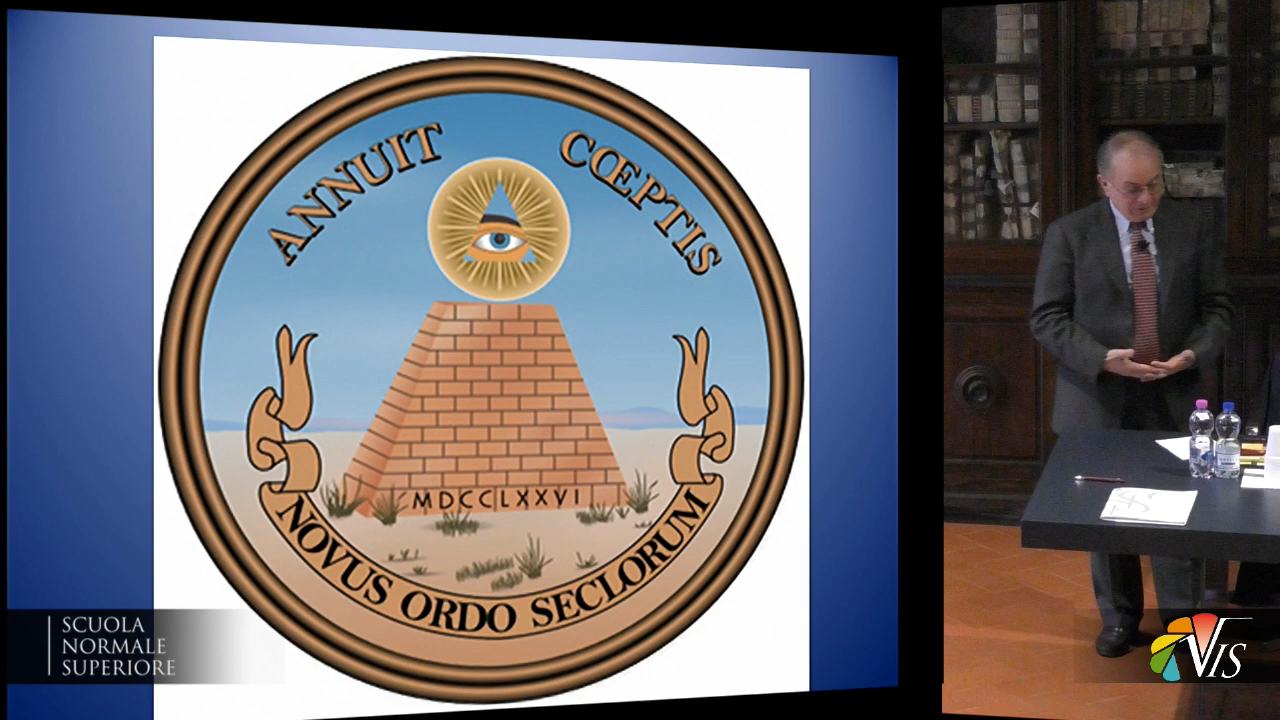 ANNUIT CŒPTIS
MDCCLXXVI
NOVUS ORDO SECLORUM
SCUOLA
NORMALE
SUPERIORE
VIS